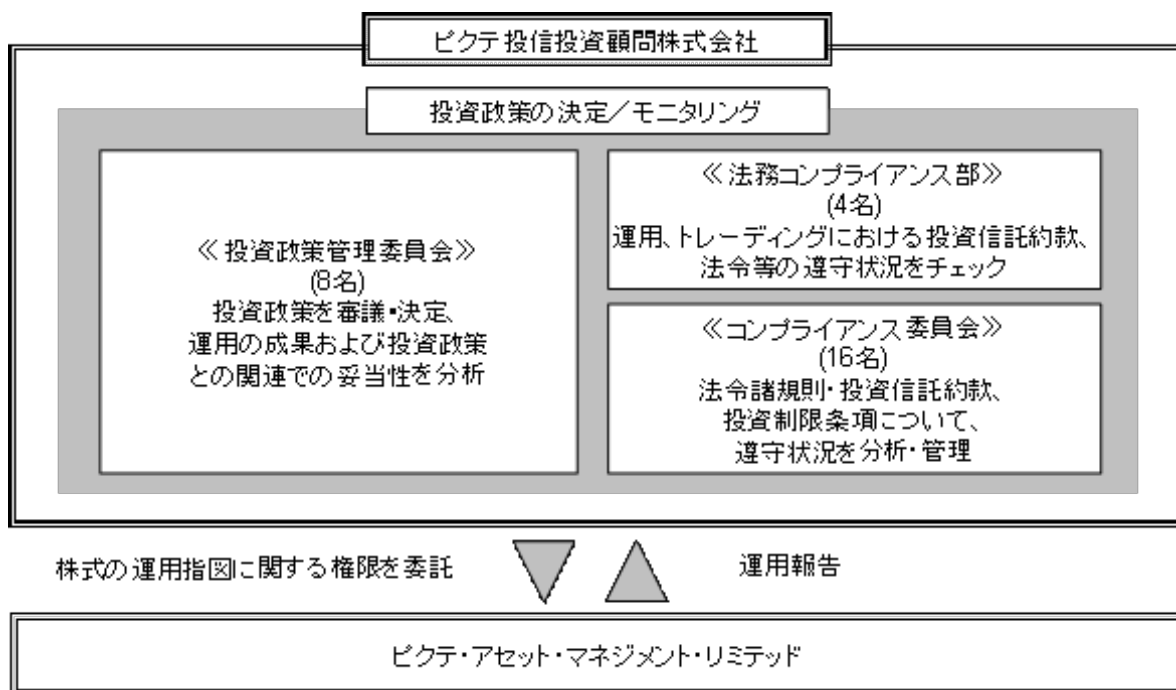 ピクテ投信投資顧問株式会社
投資政策の決定／モニタリング
≪投資政策管理委員会≫
(8名)
投資政策を審議・決定、
運用の成果および投資政策
との関連での妥当性を分析
≪法務コンプライアンス部≫
(4名)
運用、トレーディングにおける投資信託約款、
法令等の遵守状況をチェック
≪コンプライアンス委員会≫
(16名)
法令諸規則・投資信託約款、
投資制限条項について、
遵守状況を分析・管理
株式の運用指図に関する権限を委託
運用報告
ピクテ・アセット・マネジメント・リミテッド